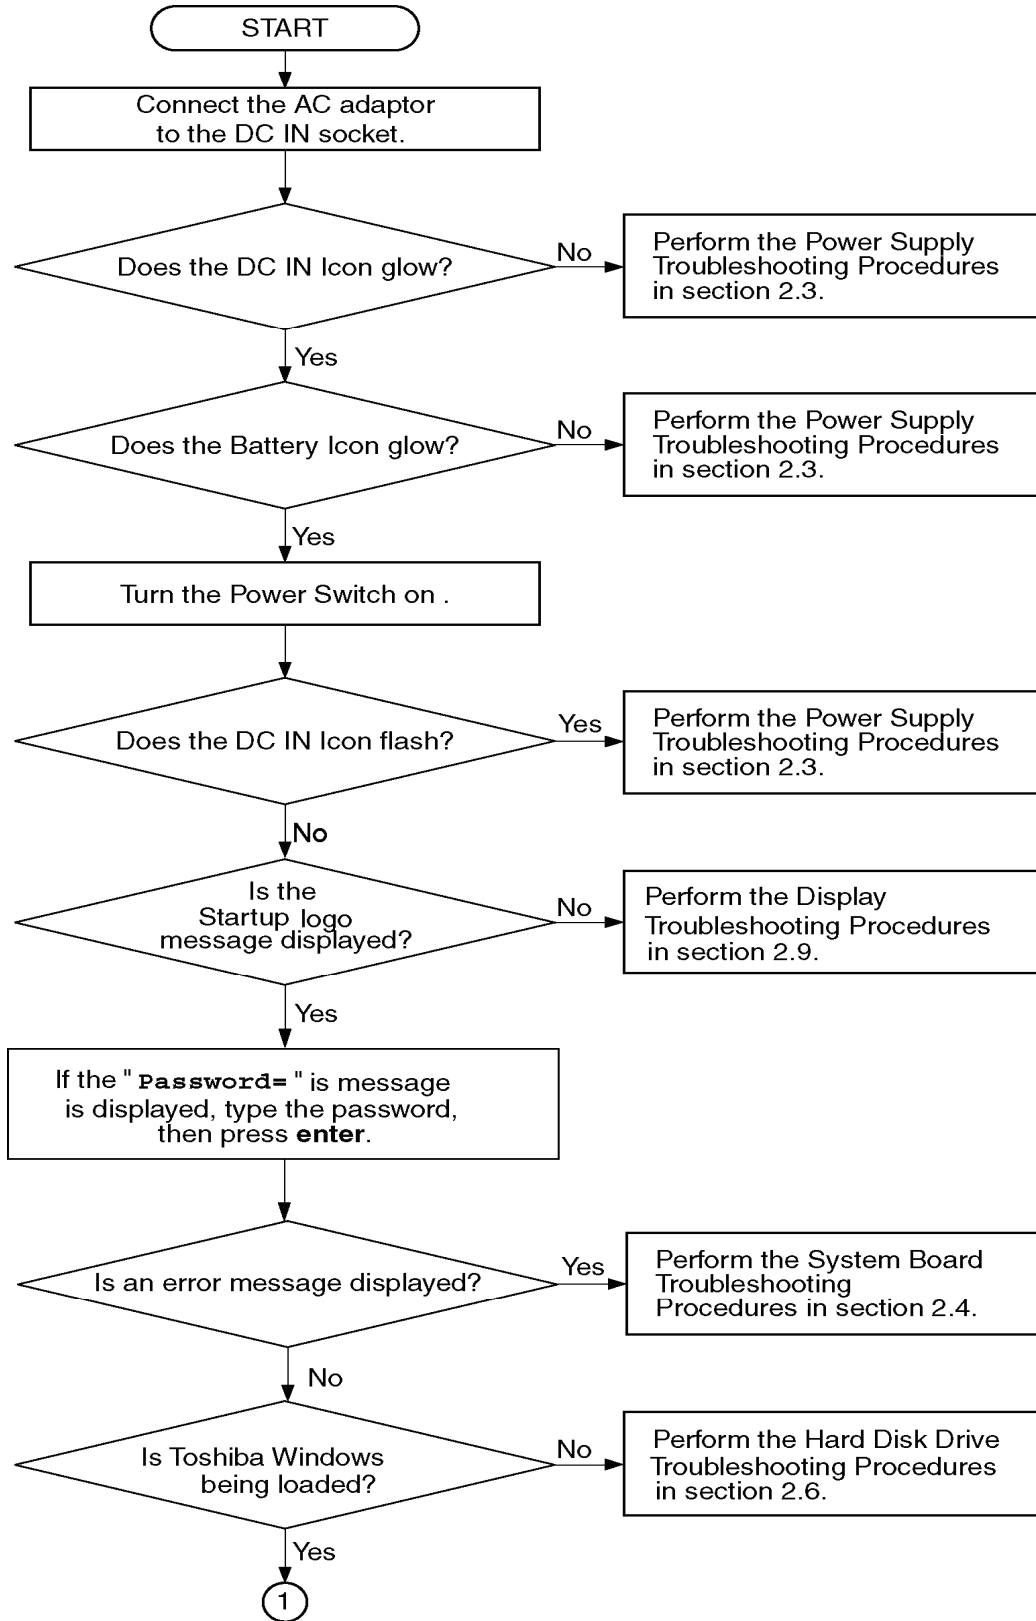 START
Connect the AC adaptor
to the DC IN socket.
Does the DC IN Icon glow?
No
Perform the Power Supply
Troubleshooting Procedures
in section 2.3.
Yes
Does the Battery Icon glow?
No
Perform the Power Supply
Troubleshooting Procedures
in section 2.3.
Yes
Turn the Power Switch on .
Does the DC IN Icon flash?
Yes
Perform the Power Supply
Troubleshooting Procedures
in section 2.3.
No
Is the
Startup logo
message displayed?
No
Perform the Display
Troubleshooting Procedures
in section 2.9.
Yes
If the " Password= " is message
is displayed, type the password,
then press enter.
Is an error message displayed?
Yes
Perform the System Board
Troubleshooting
Procedures in section 2.4.
No
Is Toshiba Windows
being loaded?
No
Perform the Hard Disk Drive
Troubleshooting Procedures
in section 2.6.
Yes
1